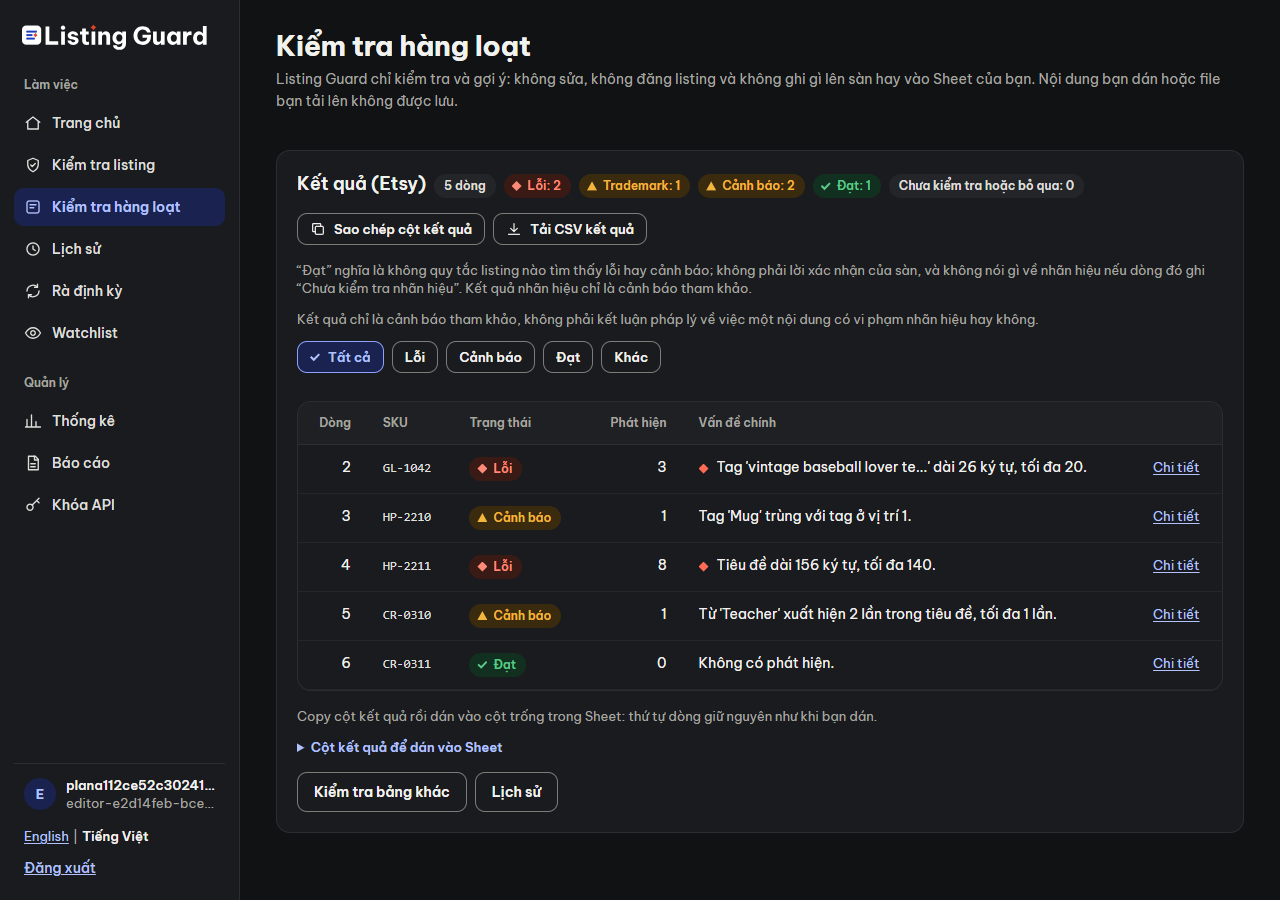 Listing Guard
Làm việc
Trang chủ
Kiểm tra listing
Kiểm tra hàng loạt
Lịch sử
Rà định kỳ
Watchlist
Quản lý
Thống kê
Báo cáo
Khóa API
E
plana112ce52c30241...
editor-e2d14feb-bce...
English | Tiếng Việt
Đăng xuất
Kiểm tra hàng loạt
Listing Guard chỉ kiểm tra và gợi ý: không sửa, không đăng listing và không ghi gì lên sàn hay vào Sheet của bạn. Nội dung bạn dán hoặc file
bạn tải lên không được lưu.
Kết quả (Etsy) 5 dòng Lỗi: 2 Trademark: 1 Cảnh báo: 2 Đạt: 1 Chưa kiểm tra hoặc bỏ qua: 0
Sao chép cột kết quả Tải CSV kết quả
“Đạt” nghĩa là không quy tắc listing nào tìm thấy lỗi hay cảnh báo; không phải lời xác nhận của sàn, và không nói gì về nhãn hiệu nếu dòng đó ghi
“Chưa kiểm tra nhãn hiệu”. Kết quả nhãn hiệu chỉ là cảnh báo tham khảo.
Kết quả chỉ là cảnh báo tham khảo, không phải kết luận pháp lý về việc một nội dung có vi phạm nhãn hiệu hay không.
Tất cả Lỗi Cảnh báo Đạt Khác
Dòng SKU Trạng thái Phát hiện Vấn đề chính
2 GL-1042 Lỗi 3 Tag 'vintage baseball lover te...' dài 26 ký tự, tối đa 20. Chi tiết
3 HP-2210 Cảnh báo 1 Tag 'Mug' trùng với tag ở vị trí 1. Chi tiết
4 HP-2211 Lỗi 8 Tiêu đề dài 156 ký tự, tối đa 140. Chi tiết
5 CR-0310 Cảnh báo 1 Từ 'Teacher' xuất hiện 2 lần trong tiêu đề, tối đa 1 lần. Chi tiết
6 CR-0311 Đạt 0 Không có phát hiện. Chi tiết
Copy cột kết quả rồi dán vào cột trống trong Sheet: thứ tự dòng giữ nguyên như khi bạn dán.
Cột kết quả để dán vào Sheet
Kiểm tra bảng khác Lịch sử